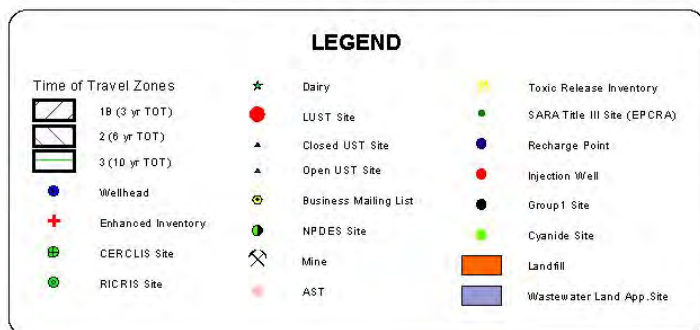 LEGEND
Time of Travel Zones
1B (3 yr TOT)
2 (6 yr TOT)
3 (10 yr TOT)
Wellhead
Enhanced Inventory
CERCLIS Site
RICRIS Site
Dairy
LUST Site
Closed UST Site
Open UST Site
Business Mailing List
NPDES Site
Mine
AST
Toxic Release Inventory
SARA Title III Site (EPCRA)
Recharge Point
Injection Well
Group1 Site
Cyanide Site
Landfill
Wastewater Land App.Site